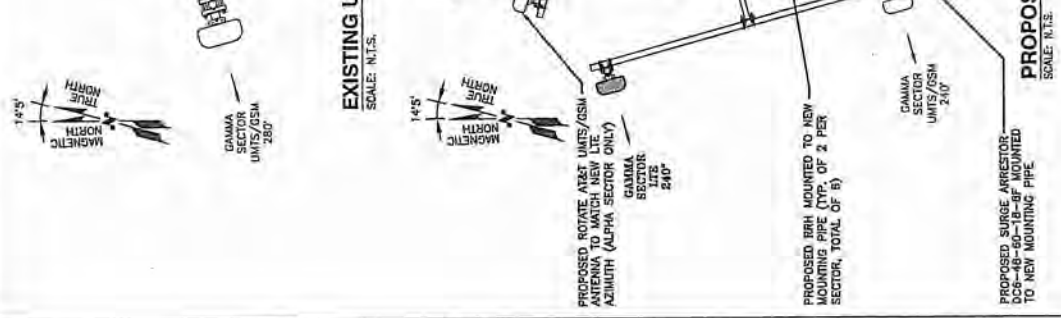 14°5'
MAGNETIC
NORTH
TRUE
NORTH
GAMMA
SECTOR
UMTS/GSM
280°
EXISTING
SCALE: N.T.S.
14°5'
MAGNETIC
NORTH
TRUE
NORTH
PROPOSED ROTATE AT&T UMTS/GSM
ANTENNA TO MATCH NEW LTE
AZIMUTH (ALPHA SECTOR ONLY)
GAMMA
SECTOR
LTE
240°
PROPOSED RRH MOUNTED TO NEW
MOUNTING PIPE (TYP. OF 2 PER
SECTOR, TOTAL OF 6)
GAMMA
SECTOR
UMTS/GSM
240°
PROPOSED SURGE ARRESTOR
DC6-48-60-18-8F MOUNTED
TO NEW MOUNTING PIPE
PROPOS
SCALE: N.T.S.